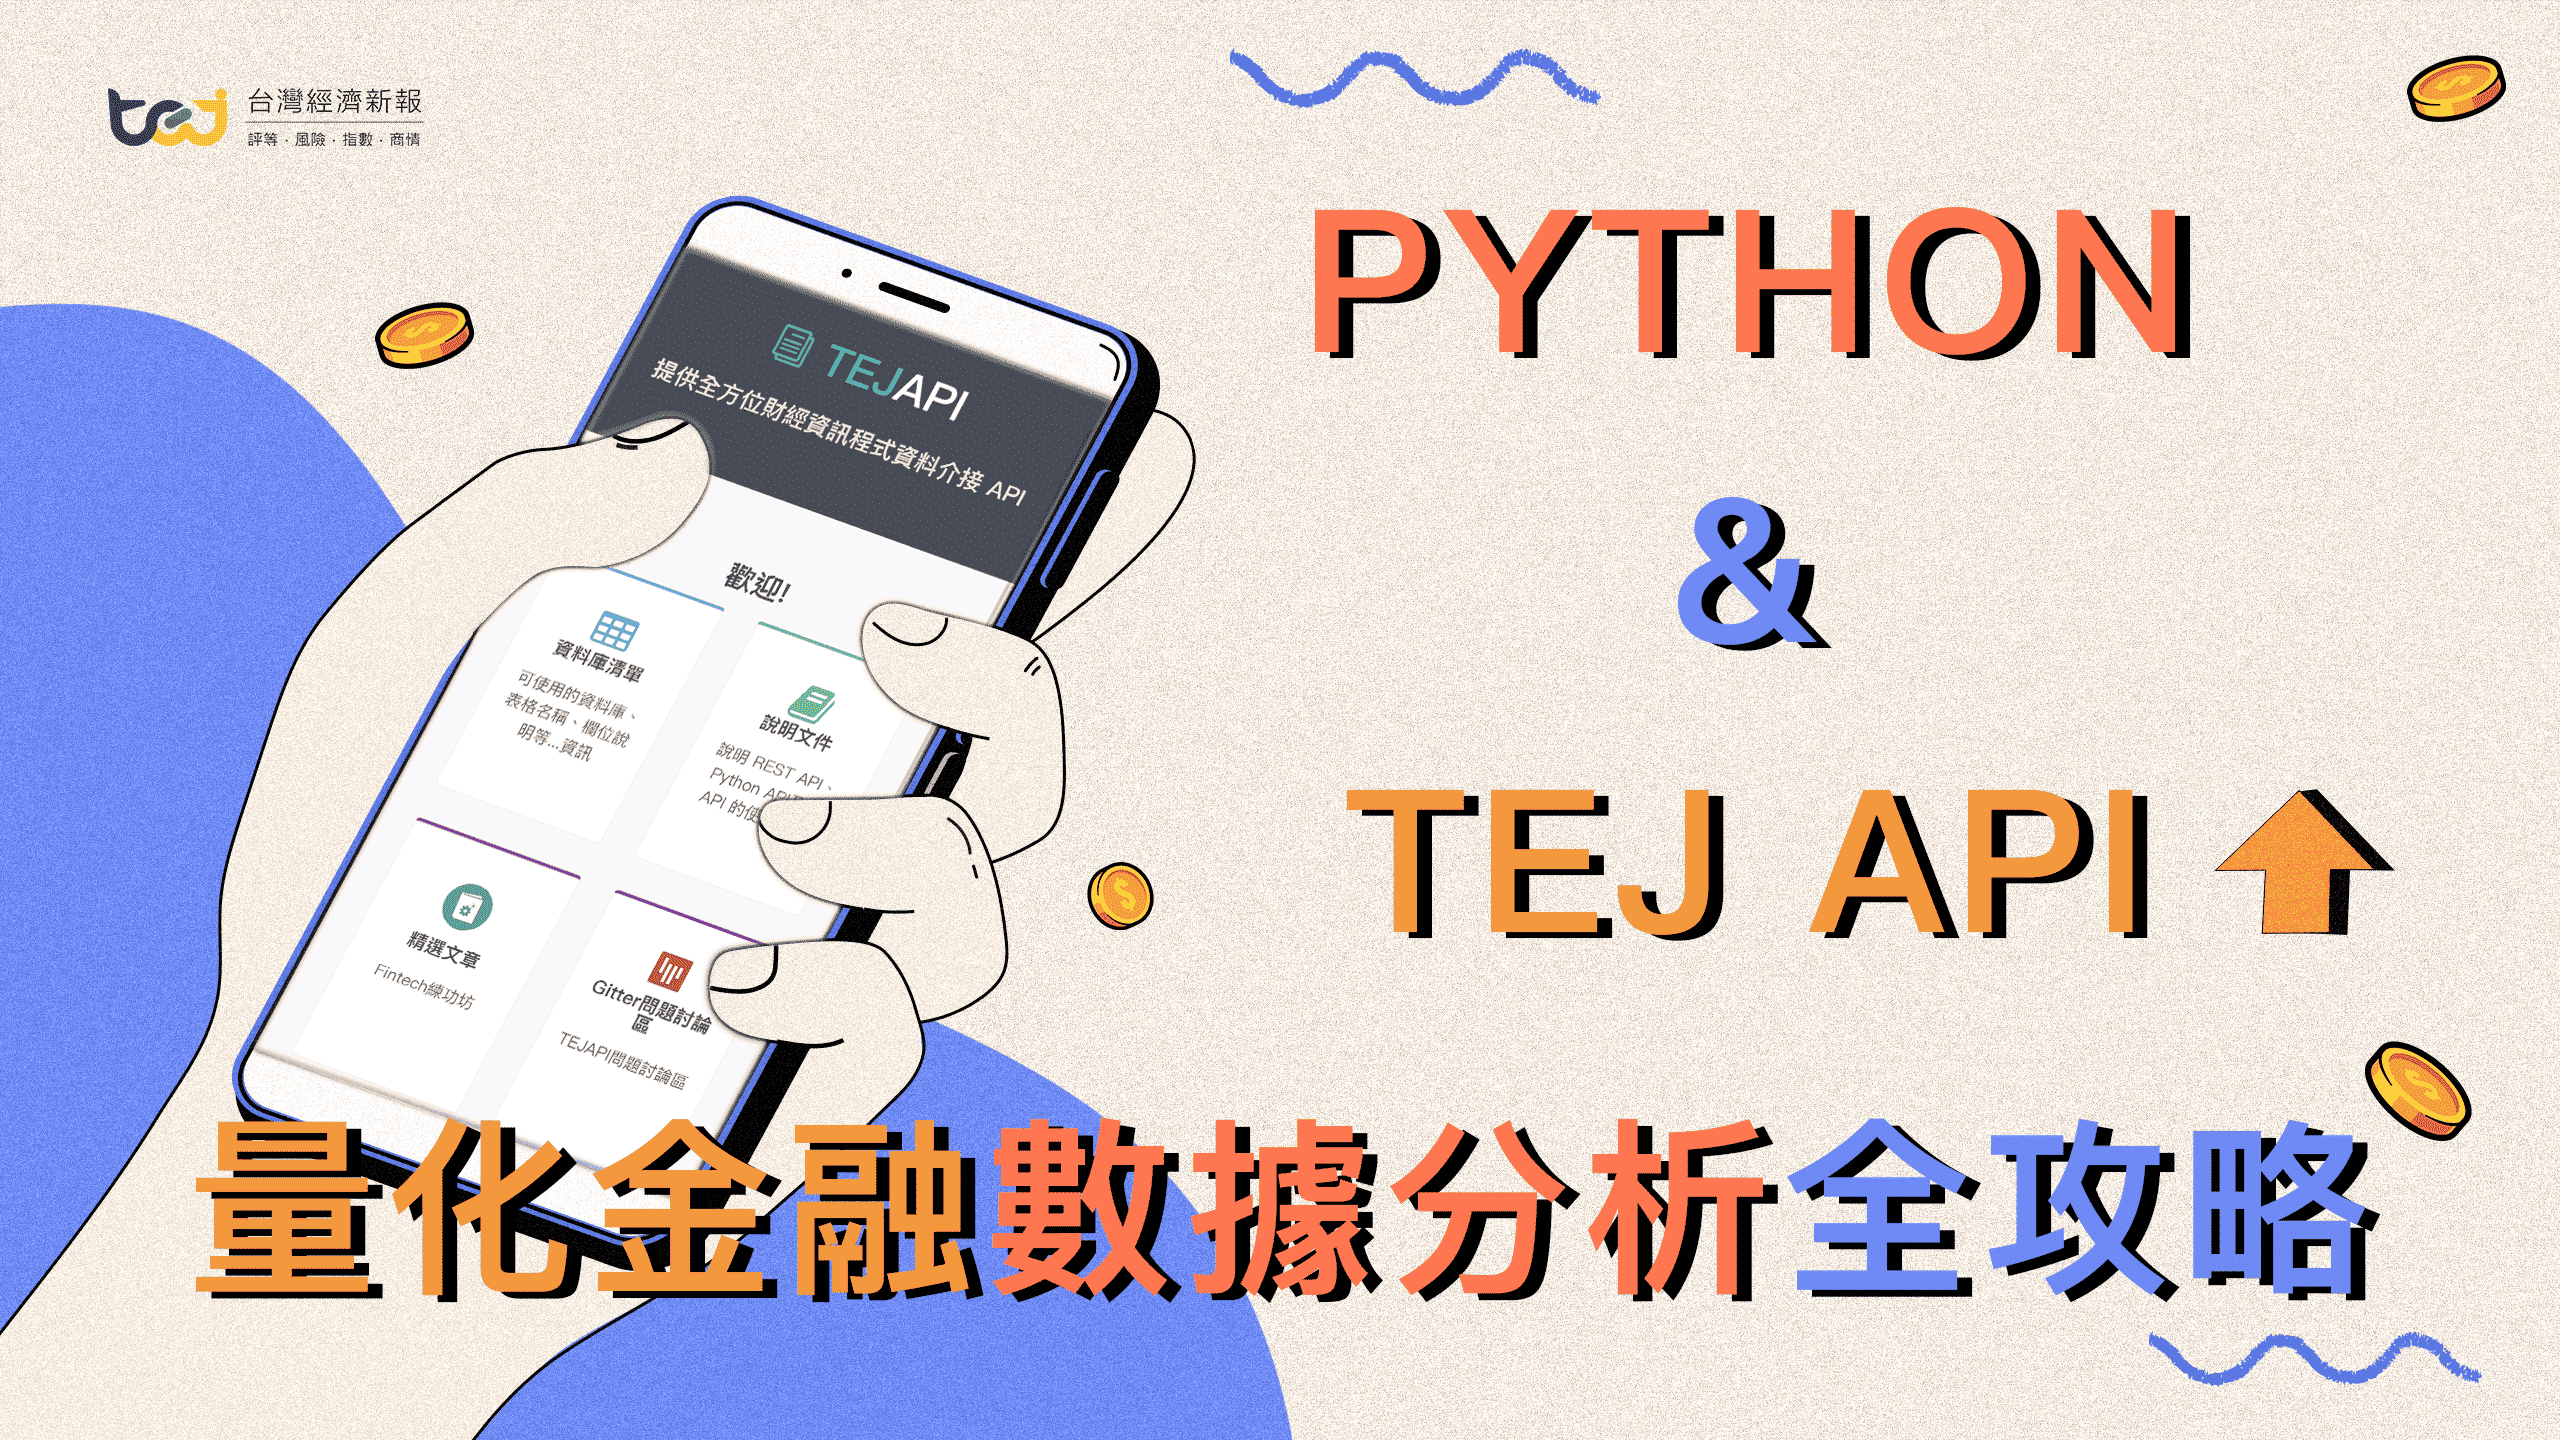 tej 台灣經濟新報
評等．風險．指數．商情
PYTHON
&
TEJ API
TEJAPI
提供全方位財經資訊程式資料介接 API
歡迎!
資料庫清單
可使用的資料庫、
表格名稱、欄位說
明等...資訊
說明文件
說明 REST API、
Python API
API 的使
精選文章
Fintech練功坊
Gitter問題討論
區
TEJAPI問題討論區
量化金融數據分析全攻略